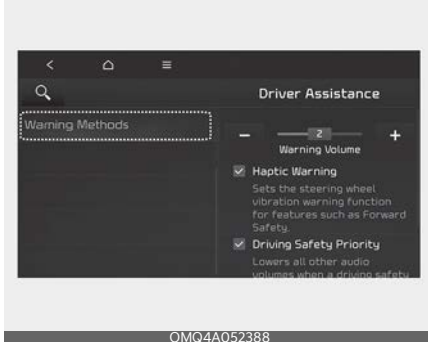 Driver Assistance
Warning Methods
2
Warning Volume
Haptic Warning
Sets the steering wheel
vibration warning function
for features such as Forward
Safety.
Driving Safety Priority
Lowers all other audio
volumes when a driving safety
OMQ4A052388